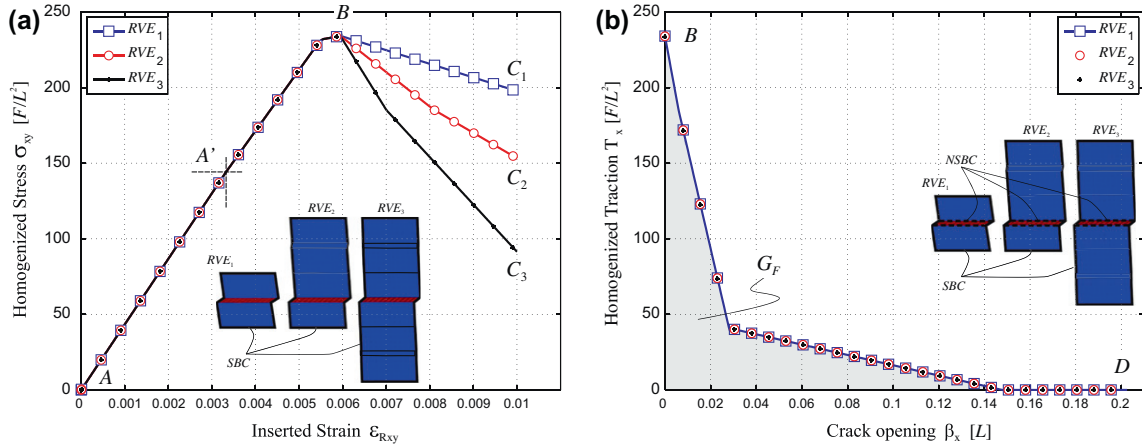 (a)
RVE₁
RVE₂
RVE₃
Homogenized Stress σxy [F/L²]
250
200
150
100
50
0
B
C₁
C₂
C₃
A'
A
RVE₁
RVE₂
RVE₃
SBC
0 0.001 0.002 0.003 0.004 0.005 0.006 0.007 0.008 0.009 0.01
Inserted Strain εRxy
(b)
RVE₁
RVE₂
RVE₃
Homogenized Traction Tx [F/L²]
250
200
150
100
50
0
B
GF
D
NSBC
RVE₁
RVE₂
RVE₃
SBC
0 0.02 0.04 0.06 0.08 0.1 0.12 0.14 0.16 0.18 0.2
Crack opening βx [L]